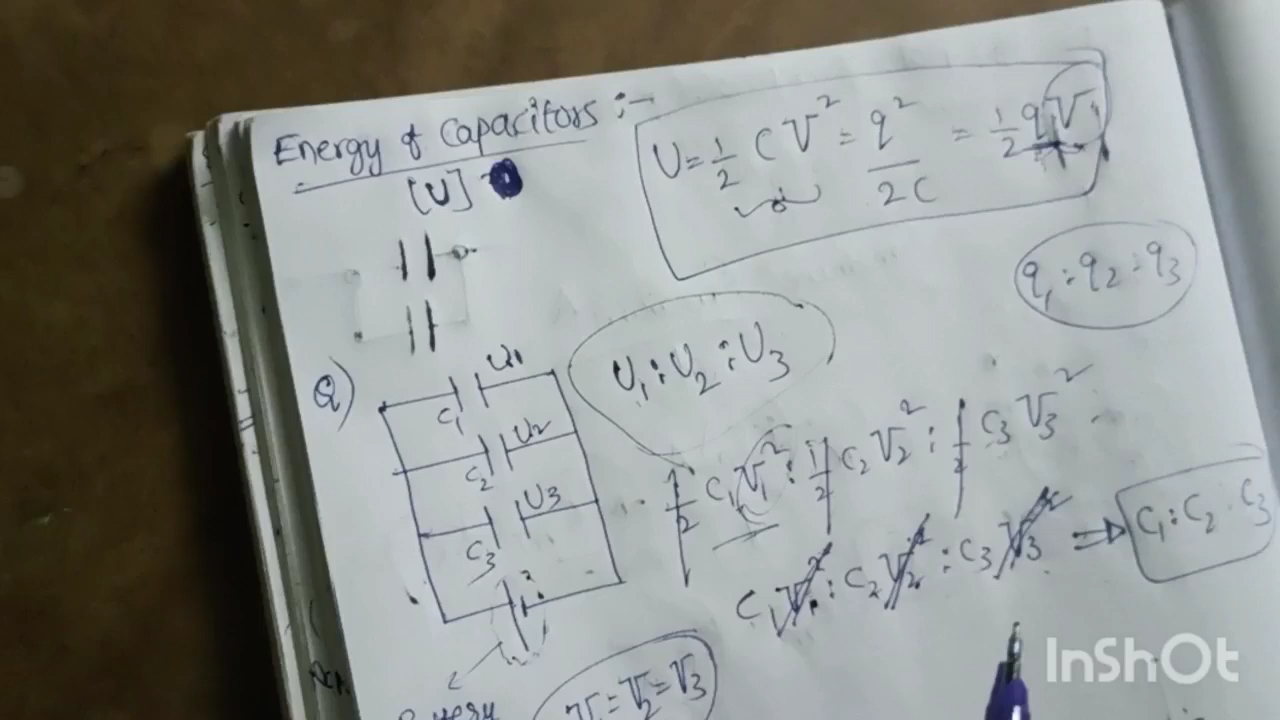 Energy of Capacitors :-
[U]
U = 1/2 C V² = q²/2C = 1/2 qV
q₁ : q₂ : q₃
Q)
U₁ : U₂ : U₃
U₁
C₁
U₂
C₂
U₃
C₃
1/2 C₁V₁² : 1/2 C₂V₂² : 1/2 C₃V₃²
C₁V₁² : C₂V₂² : C₃V₃² ⇒ C₁ : C₂ : C₃
V₁ = V₂ = V₃
InShOt